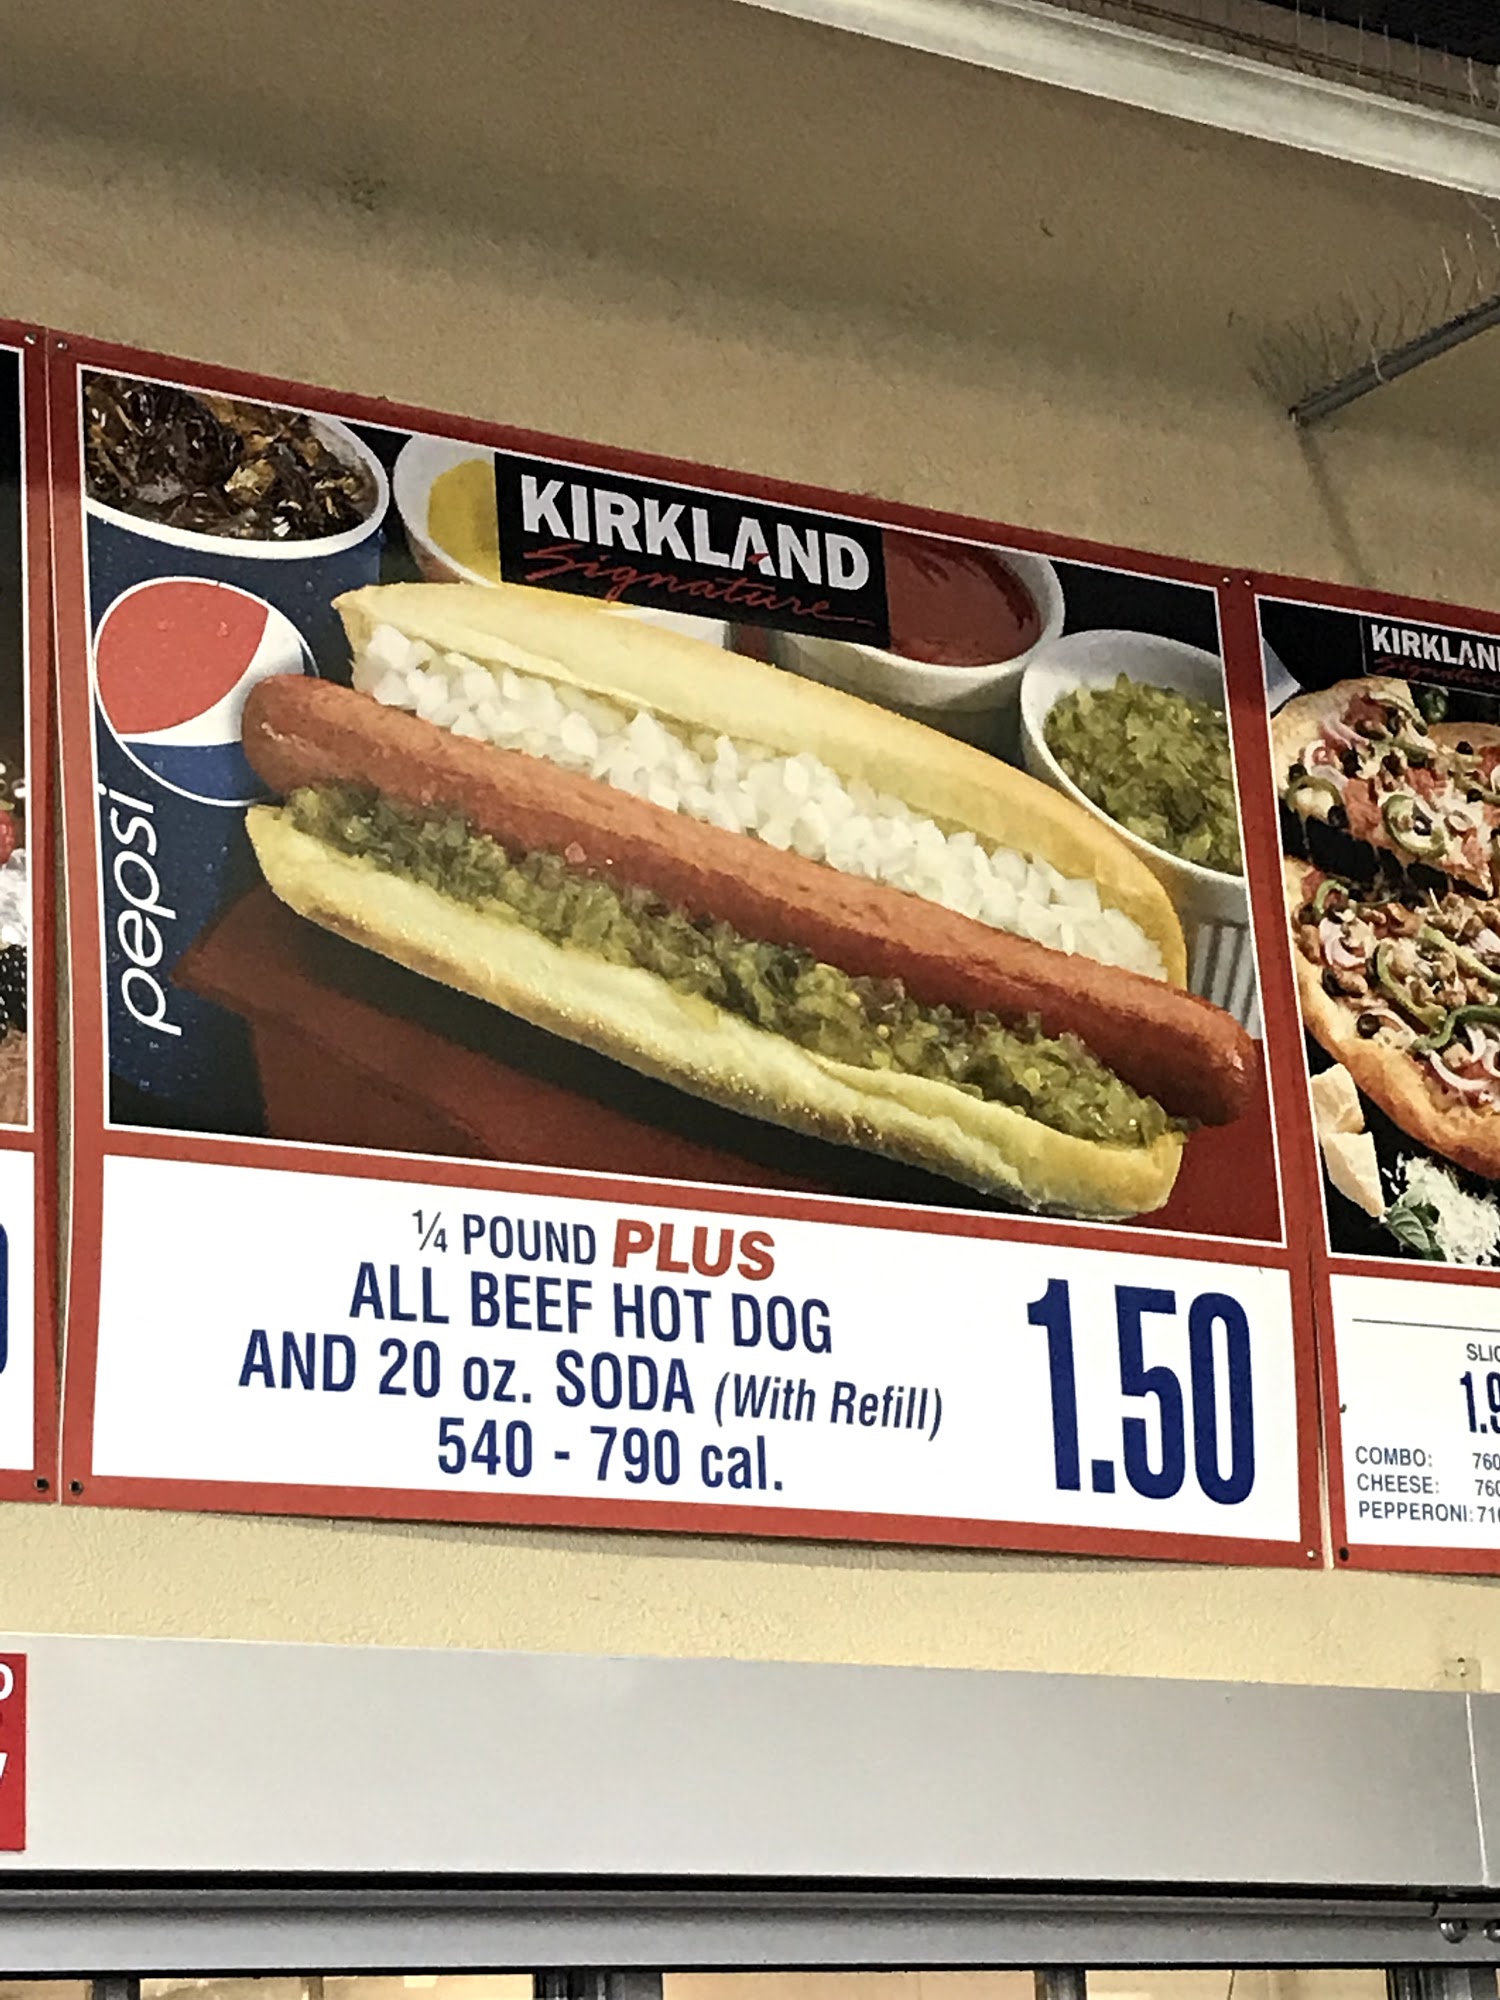 KIRKLAND
Signature
pepsi
¼ POUND PLUS
ALL BEEF HOT DOG
AND 20 oz. SODA (With Refill)
540 - 790 cal.
1.50
KIRKLAND
COMBO:
CHEESE:
PEPPERONI: